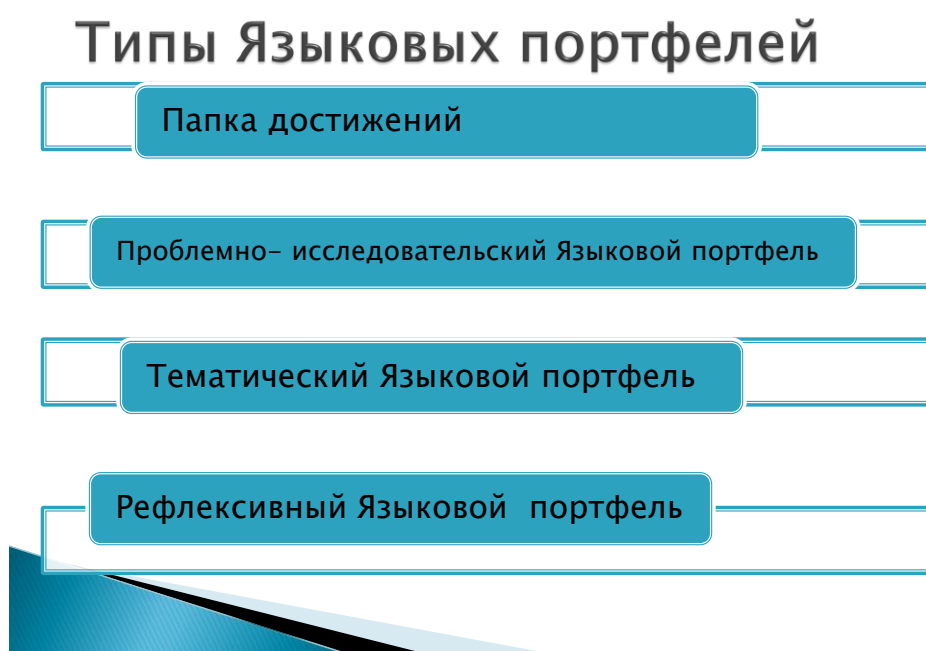 Типы Языковых портфелей
Папка достижений
Проблемно- исследовательский Языковой портфель
Тематический Языковой портфель
Рефлексивный Языковой портфель